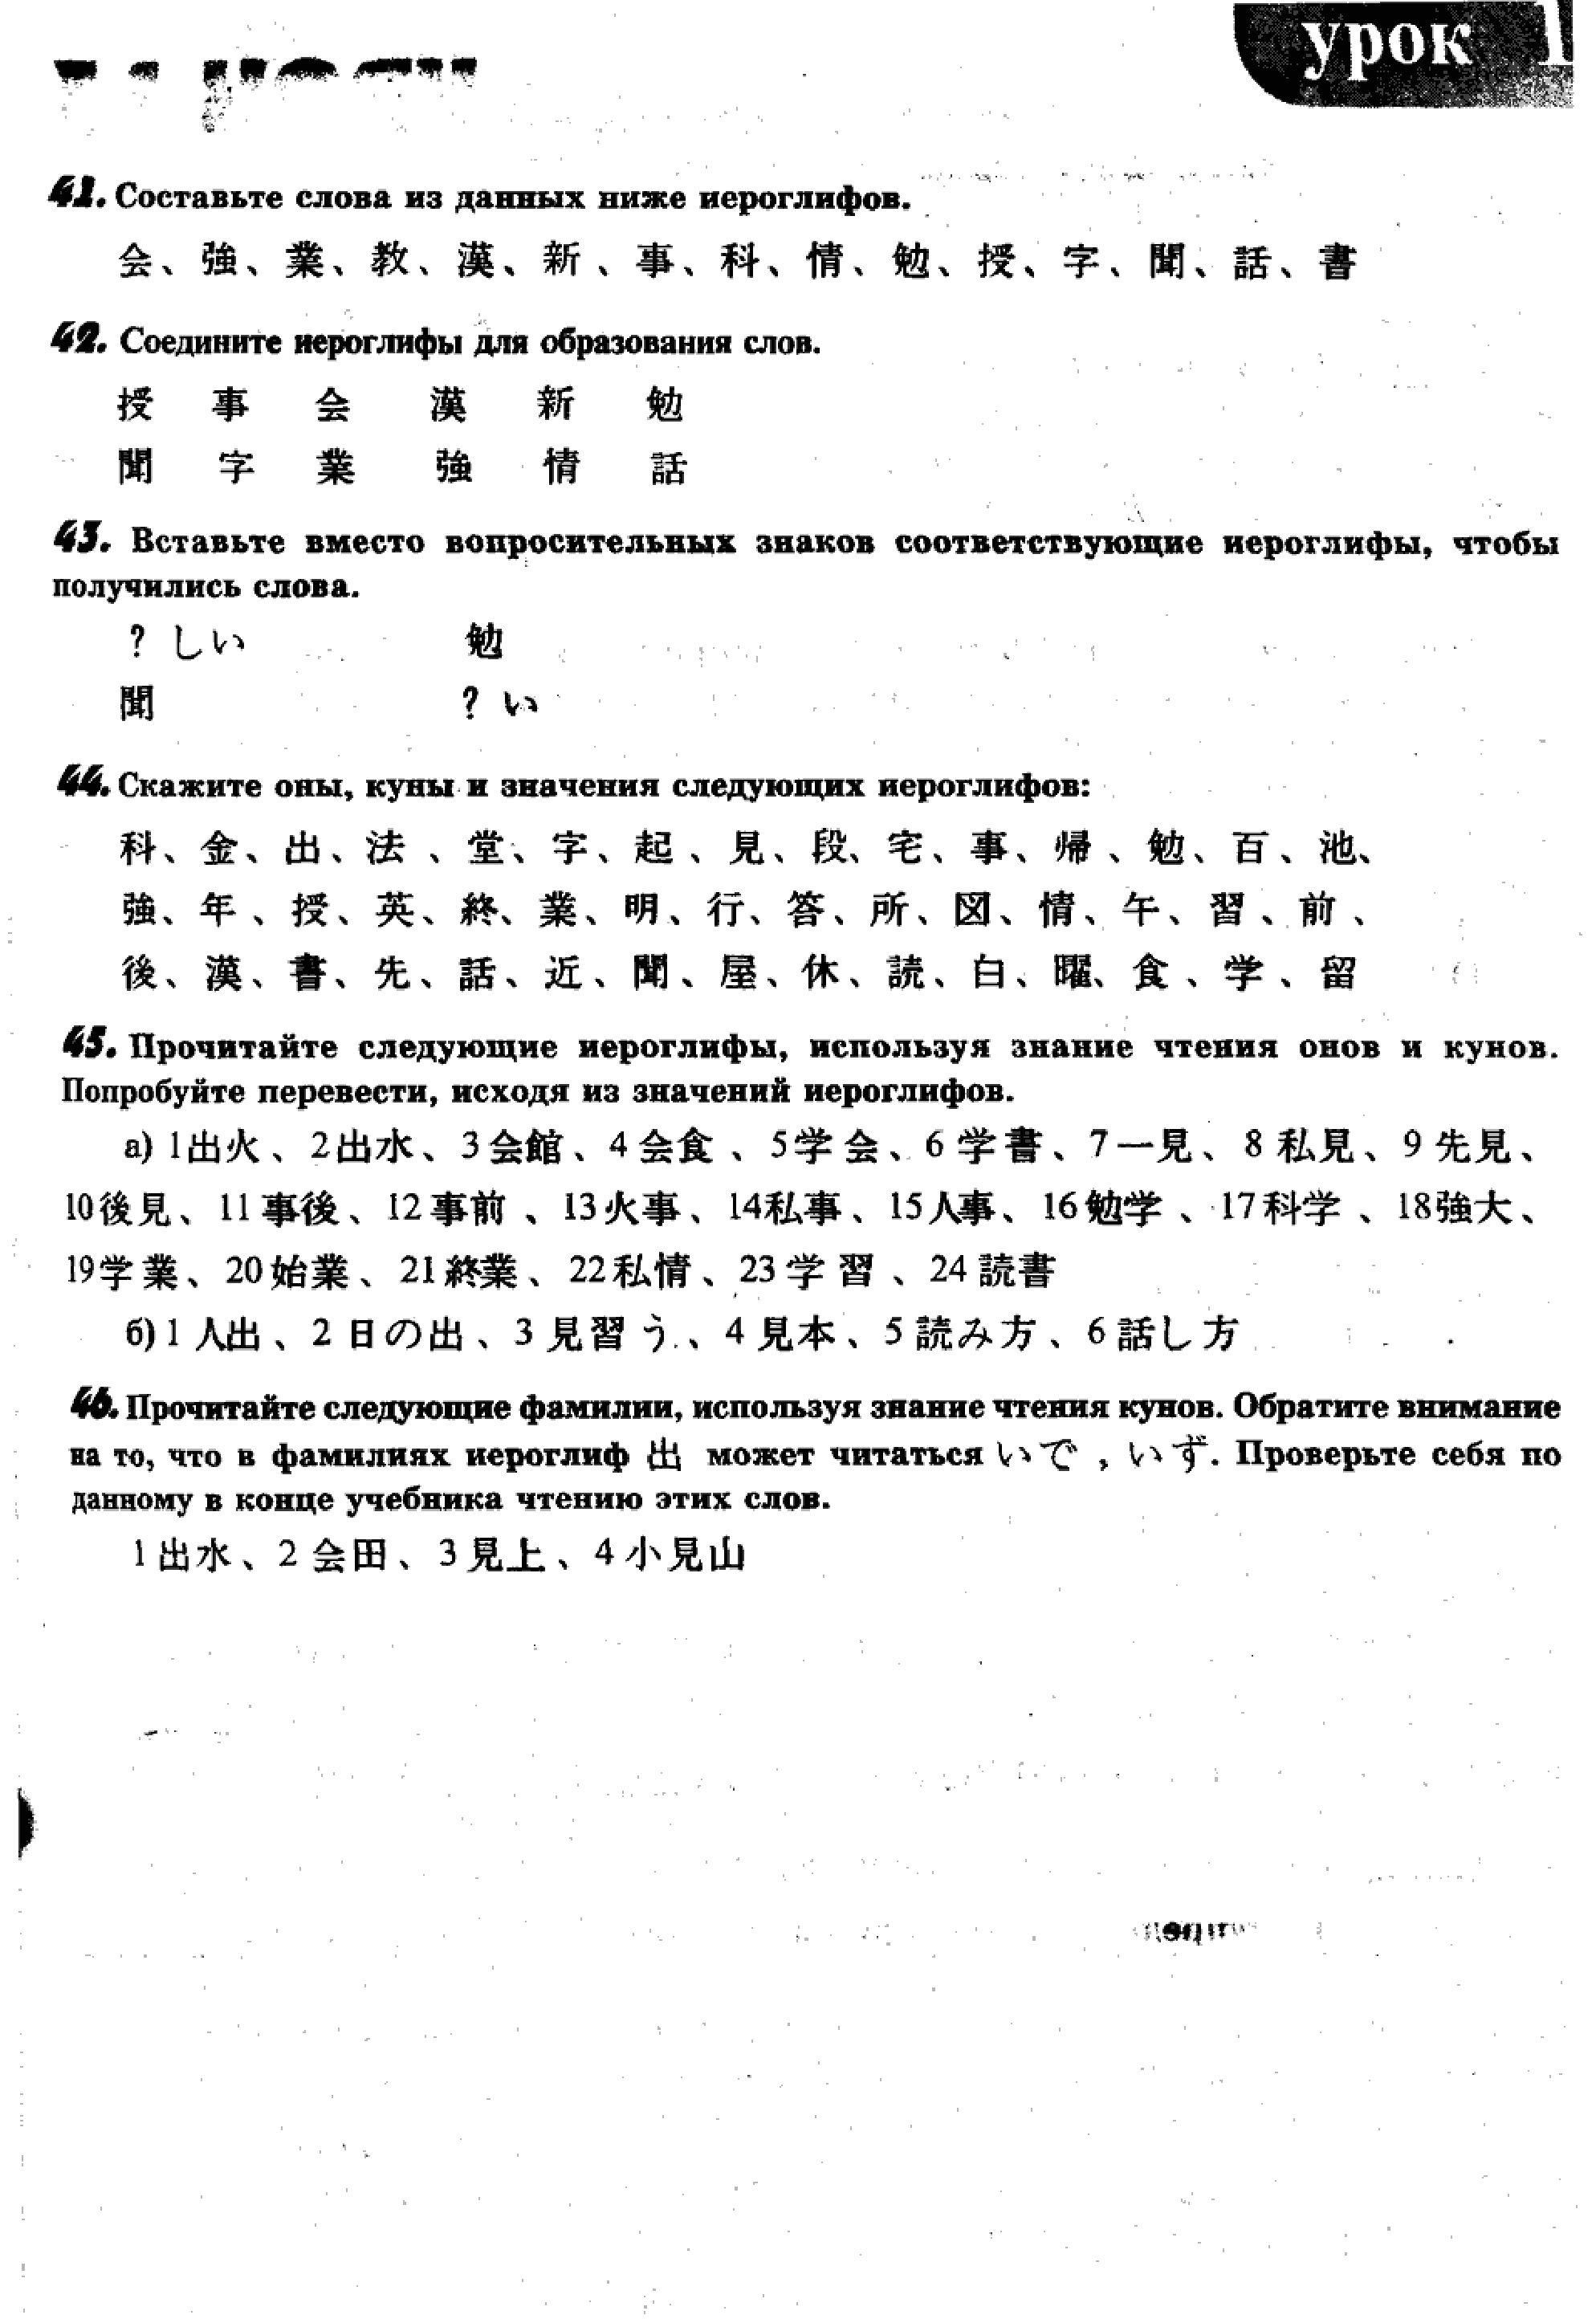 урок 1
41. Составьте слова из данных ниже иероглифов.
会、強、業、教、漢、新、事、科、情、勉、授、字、聞、話、書
42. Соедините иероглифы для образования слов.
授 事 会 漢 新 勉
聞 字 業 強 情 話
43. Вставьте вместо вопросительных знаков соответствующие иероглифы, чтобы
получились слова.
? しい 勉
聞 ? い
44. Скажите оны, куны и значения следующих иероглифов:
科、金、出、法、堂、字、起、見、段、宅、事、帰、勉、百、池、
強、年、授、英、終、業、明、行、答、所、図、情、午、習、前、
後、漢、書、先、話、近、聞、屋、休、読、白、曜、食、学、留
45. Прочитайте следующие иероглифы, используя знание чтения онов и кунов.
Попробуйте перевести, исходя из значений иероглифов.
а) 1出火、2出水、3会館、4会食、5学会、6学書、7一見、8私見、9先見、
10後見、11事後、12事前、13火事、14私事、15人事、16勉学、17科学、18強大、
19学業、20始業、21終業、22私情、23学習、24読書
б) 1人出、2日の出、3見習う、4見本、5読み方、6話し方
46. Прочитайте следующие фамилии, используя знание чтения кунов. Обратите внимание
на то, что в фамилиях иероглиф 出 может читаться いで, いず. Проверьте себя по
данному в конце учебника чтению этих слов.
1出水、2会田、3見上、4小見山